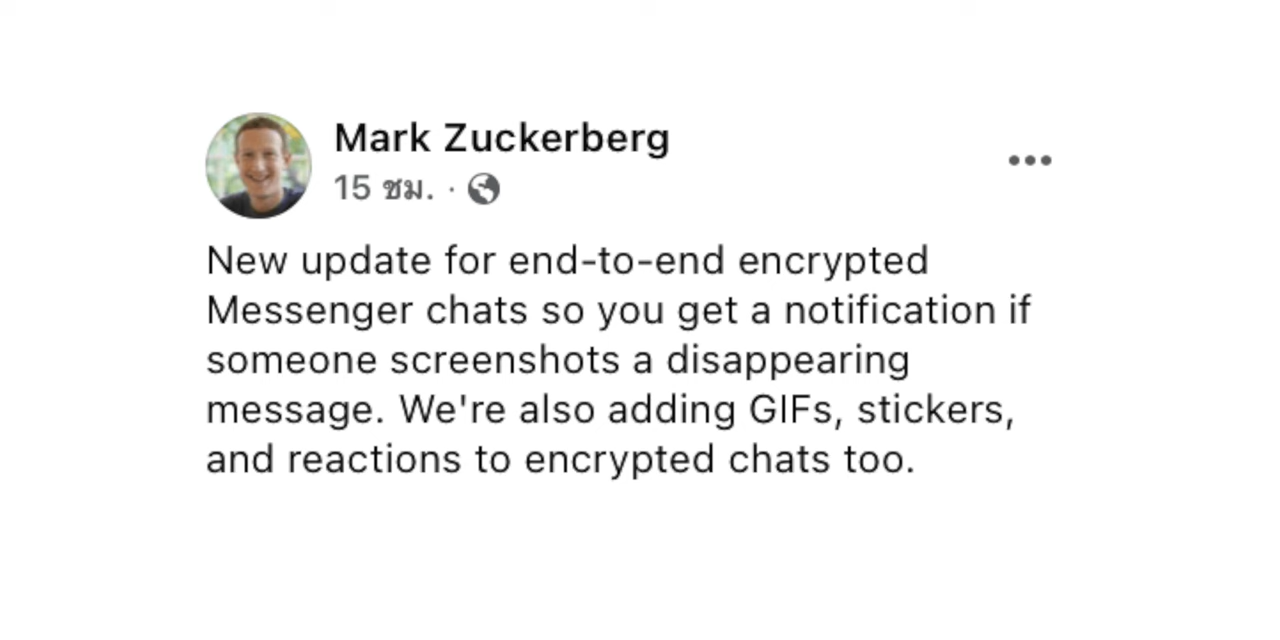 Mark Zuckerberg
15 ชม. ·
New update for end-to-end encrypted
Messenger chats so you get a notification if
someone screenshots a disappearing
message. We're also adding GIFs, stickers,
and reactions to encrypted chats too.